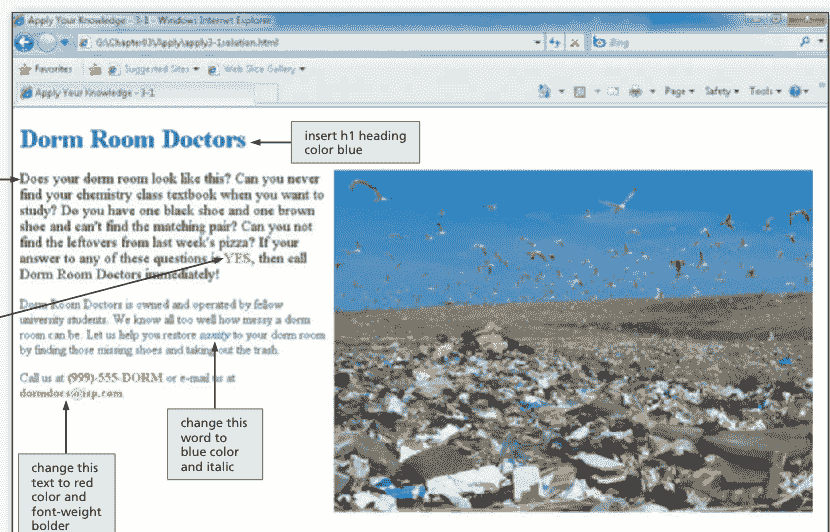 Apply Your Knowledge - 3-1 - Windows Internet Explorer
G:\Chapter03\Apply\apply3-1solution.html
Bing
Favorites Suggested Sites Web Slice Gallery
Apply Your Knowledge - 3-1
Page Safety Tools
Dorm Room Doctors
insert h1 heading
color blue
Does your dorm room look like this? Can you never
find your chemistry class textbook when you want to
study? Do you have one black shoe and one brown
shoe and can't find the matching pair? Can you not
find the leftovers from last week's pizza? If your
answer to any of these questions is YES, then call
Dorm Room Doctors immediately!
Dorm Room Doctors is owned and operated by fellow
university students. We know all too well how messy a dorm
room can be. Let us help you restore sanity to your dorm room
by finding those missing shoes and taking out the trash.
Call us at (999)-555-DORM or e-mail us at
dormdocs@isp.com
change this
word to
blue color
and italic
change this
text to red
color and
font-weight
bolder